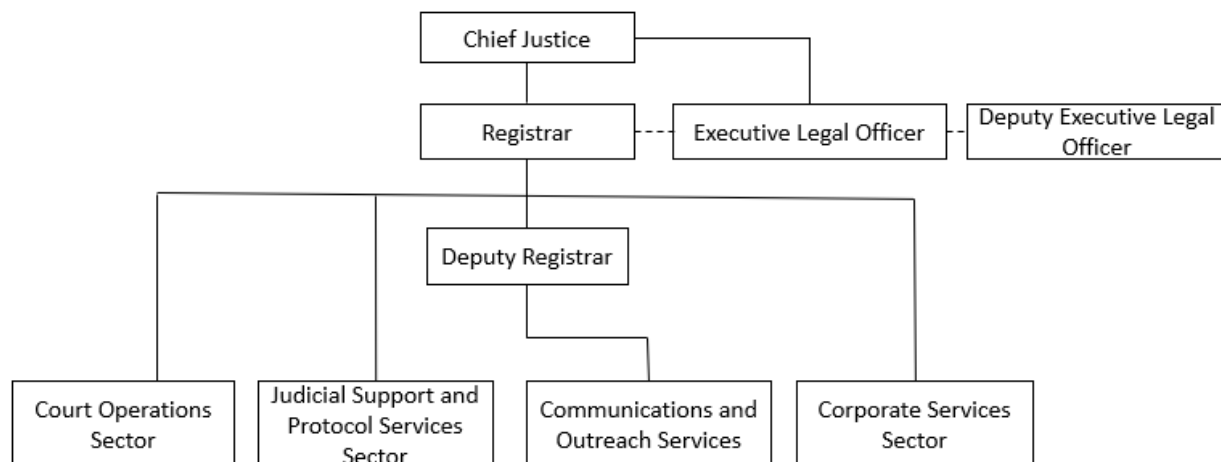 Chief Justice
Registrar
Executive Legal Officer
Deputy Executive Legal
Officer
Deputy Registrar
Court Operations
Sector
Judicial Support and
Protocol Services
Sector
Communications and
Outreach Services
Corporate Services
Sector